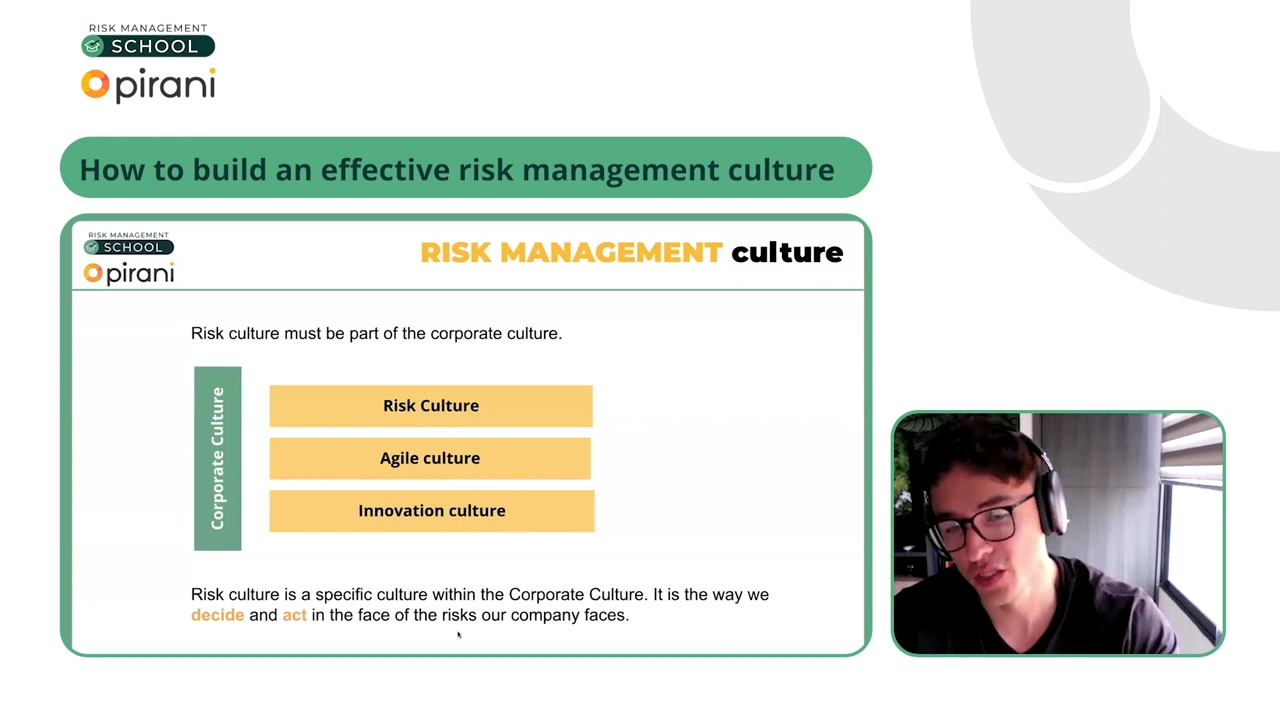 RISK MANAGEMENT
SCHOOL
pirani
How to build an effective risk management culture
RISK MANAGEMENT
SCHOOL
pirani
RISK MANAGEMENT culture
Risk culture must be part of the corporate culture.
Corporate Culture
Risk Culture
Agile culture
Innovation culture
Risk culture is a specific culture within the Corporate Culture. It is the way we
decide and act in the face of the risks our company faces.